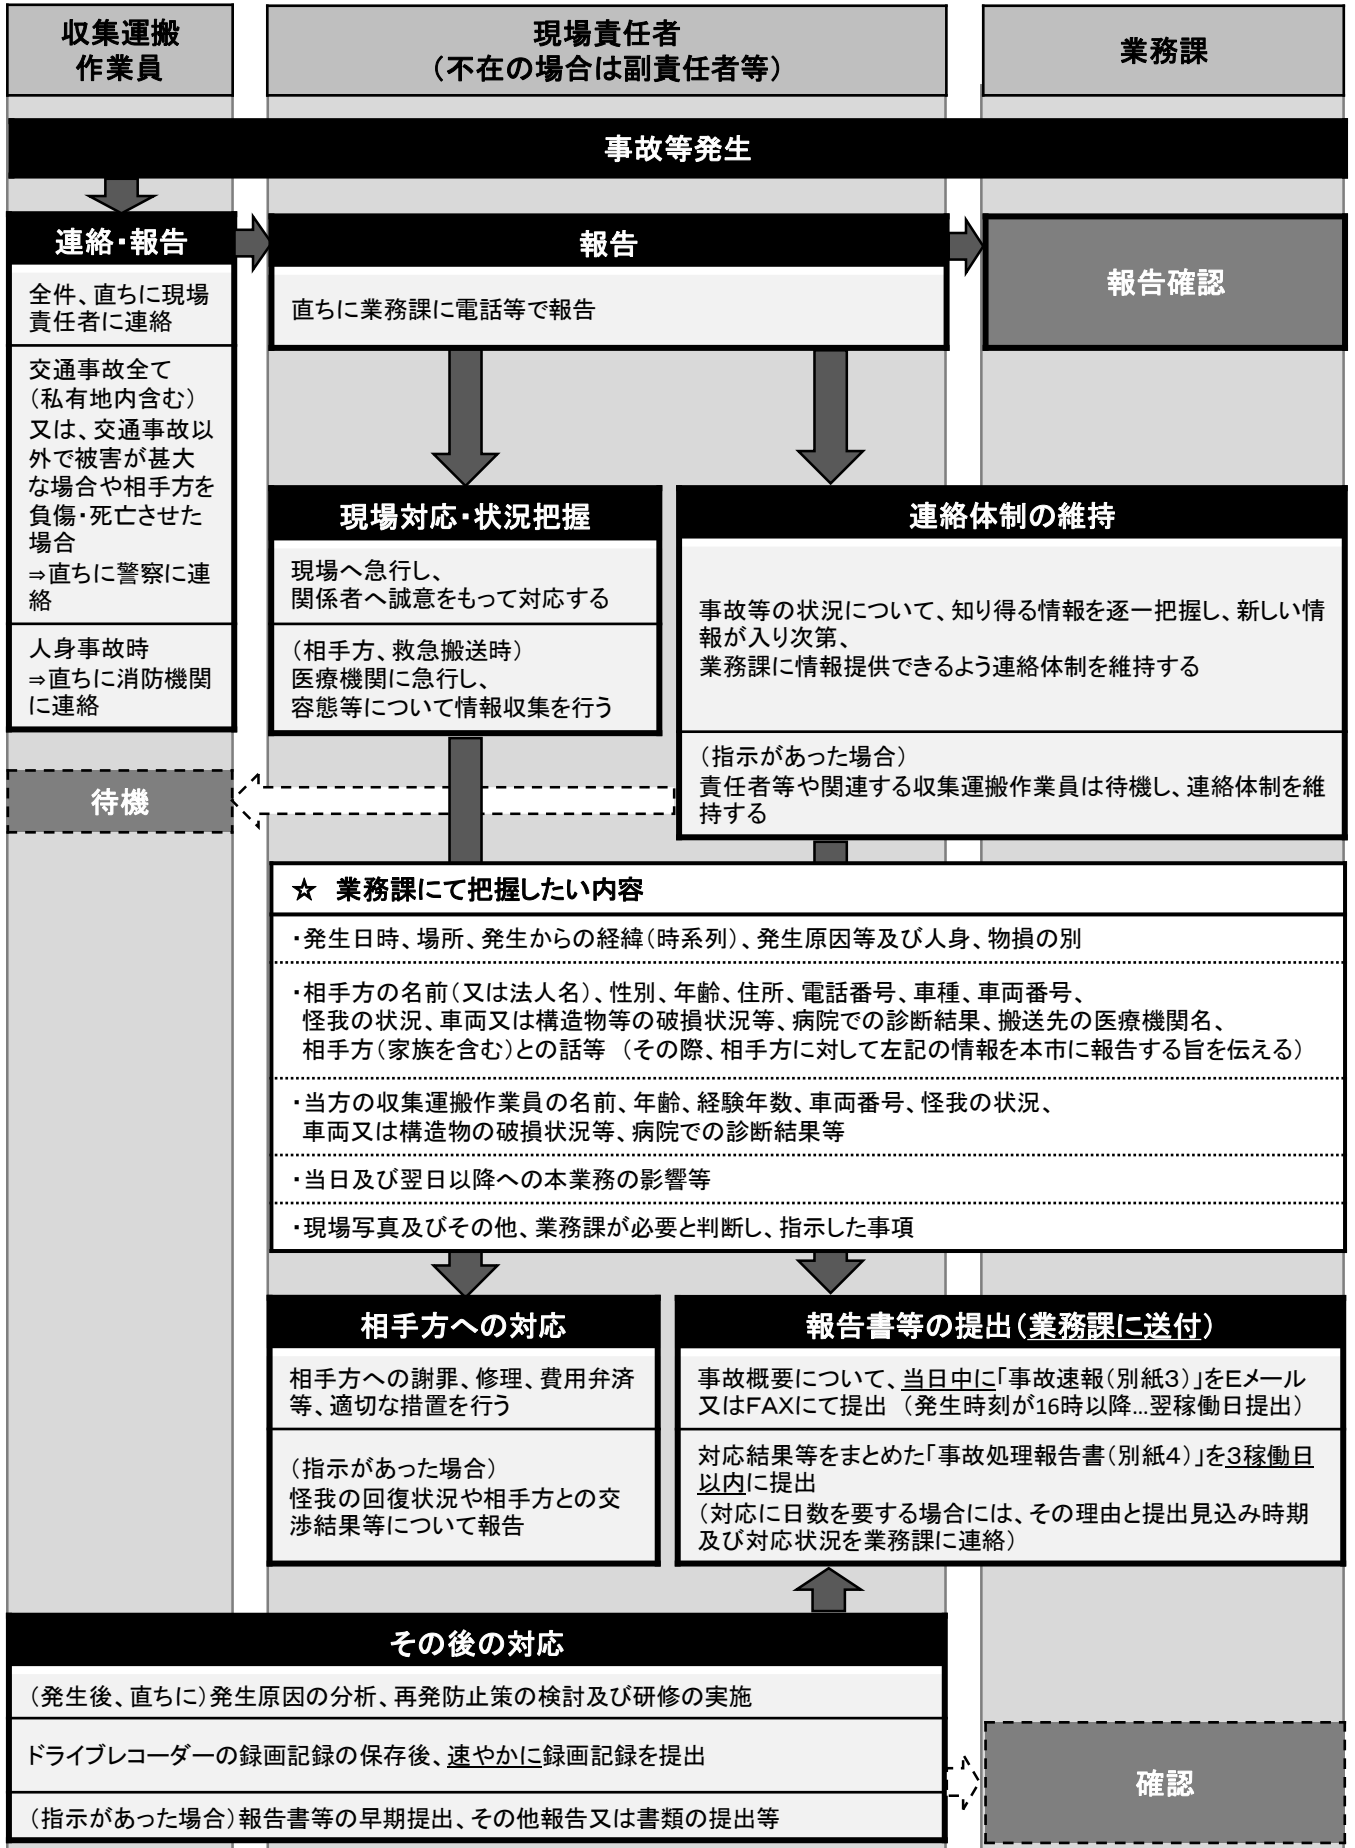 収集運搬
作業員
現場責任者
（不在の場合は副責任者等）
業務課
事故等発生
連絡・報告
全件、直ちに現場
責任者に連絡
交通事故全て
（私有地内含む）
又は、交通事故以
外で被害が甚大
な場合や相手方を
負傷・死亡させた
場合
⇒直ちに警察に連
絡
人身事故時
⇒直ちに消防機関
に連絡
報告
直ちに業務課に電話等で報告
報告確認
現場対応・状況把握
現場へ急行し、
関係者へ誠意をもって対応する
（相手方、救急搬送時）
医療機関に急行し、
容態等について情報収集を行う
連絡体制の維持
事故等の状況について、知り得る情報を逐一把握し、新しい情
報が入り次第、
業務課に情報提供できるよう連絡体制を維持する
（指示があった場合）
責任者等や関連する収集運搬作業員は待機し、連絡体制を維
持する
待機
☆　業務課にて把握したい内容
・発生日時、場所、発生からの経緯（時系列）、発生原因等及び人身、物損の別
・相手方の名前（又は法人名）、性別、年齢、住所、電話番号、車種、車両番号、
怪我の状況、車両又は構造物等の破損状況等、病院での診断結果、搬送先の医療機関名、
相手方（家族を含む）との話等　（その際、相手方に対して左記の情報を本市に報告する旨を伝える）
・当方の収集運搬作業員の名前、年齢、経験年数、車両番号、怪我の状況、
車両又は構造物の破損状況等、病院での診断結果等
・当日及び翌日以降への本業務の影響等
・現場写真及びその他、業務課が必要と判断し、指示した事項
相手方への対応
相手方への謝罪、修理、費用弁済
等、適切な措置を行う
（指示があった場合）
怪我の回復状況や相手方との交
渉結果等について報告
報告書等の提出（業務課に送付）
事故概要について、当日中に「事故速報（別紙３）」をＥメール
又はＦＡＸにて提出　（発生時刻が16時以降…翌稼働日提出）
対応結果等をまとめた「事故処理報告書（別紙４）」を３稼働日
以内に提出
（対応に日数を要する場合には、その理由と提出見込み時期
及び対応状況を業務課に連絡）
その後の対応
（発生後、直ちに）発生原因の分析、再発防止策の検討及び研修の実施
ドライブレコーダーの録画記録の保存後、速やかに録画記録を提出
（指示があった場合）報告書等の早期提出、その他報告又は書類の提出等
確認